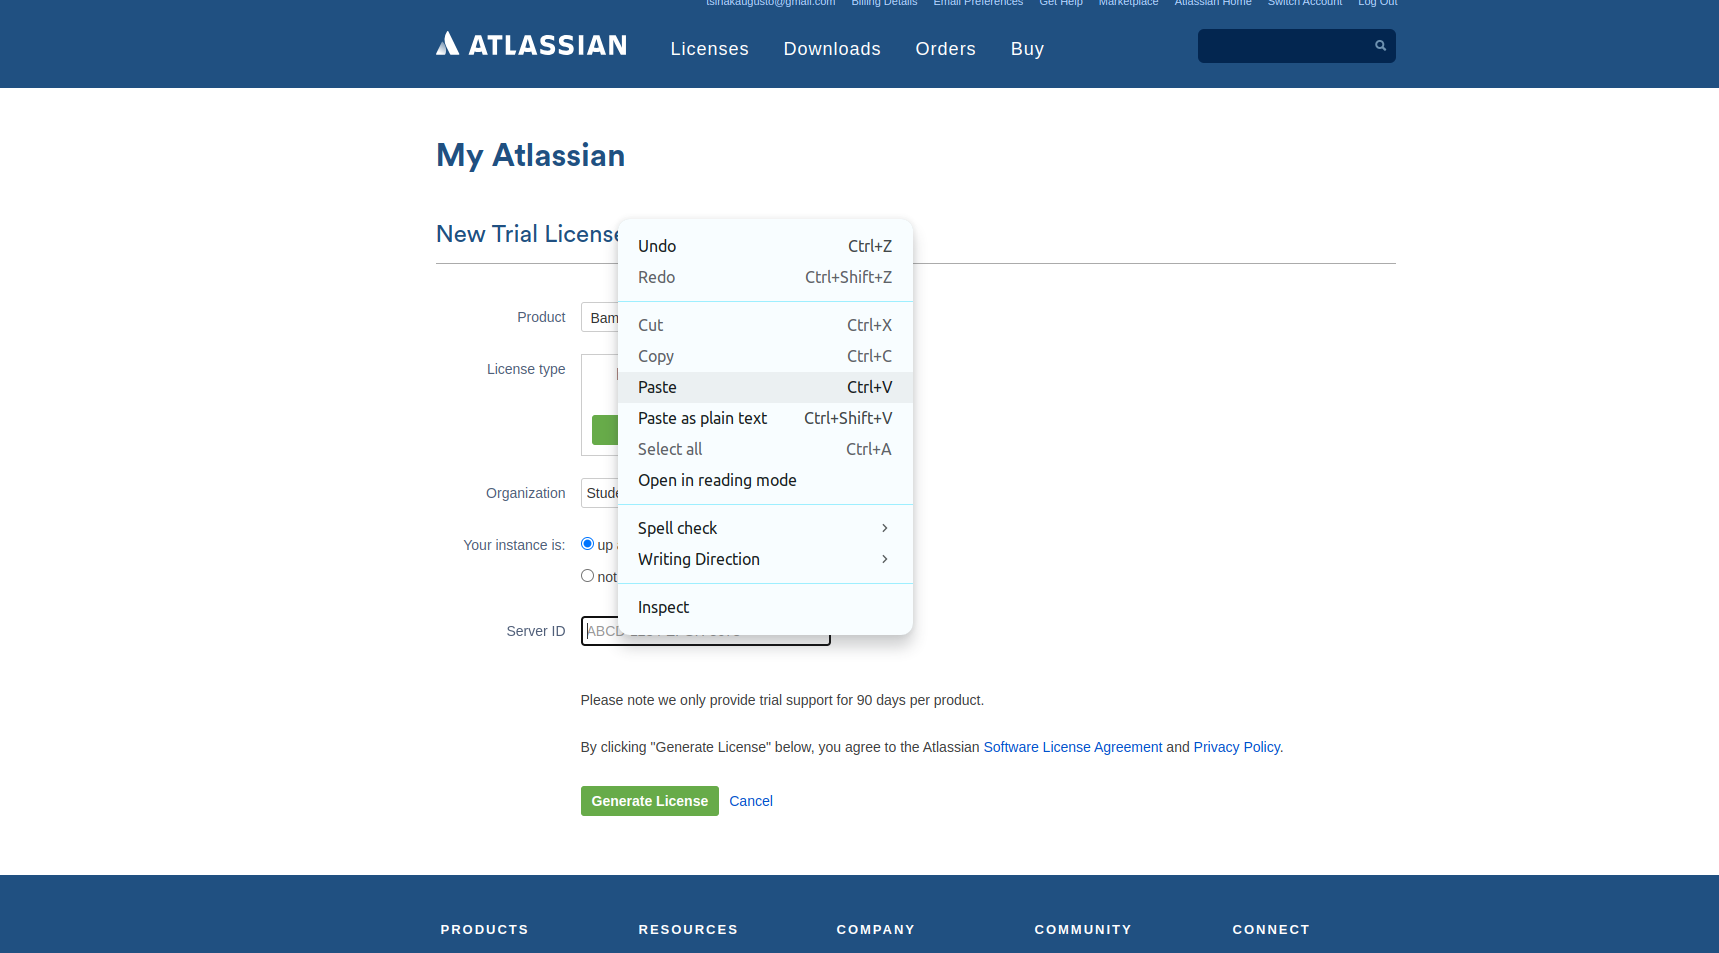 tsiriakaugusto@gmail.com Billing Details Email Preferences Get Help Marketplace Atlassian Home Switch Account Log Out
ATLASSIAN Licenses Downloads Orders Buy
My Atlassian
New Trial License
Undo Ctrl+Z
Redo Ctrl+Shift+Z
Product Bam
Cut Ctrl+X
Copy Ctrl+C
License type
Paste Ctrl+V
Paste as plain text Ctrl+Shift+V
Select all Ctrl+A
Open in reading mode
Organization Stude
Spell check
Your instance is: up
Writing Direction
not
Inspect
Server ID ABCD
Please note we only provide trial support for 90 days per product.
By clicking "Generate License" below, you agree to the Atlassian Software License Agreement and Privacy Policy.
Generate License Cancel
PRODUCTS RESOURCES COMPANY COMMUNITY CONNECT